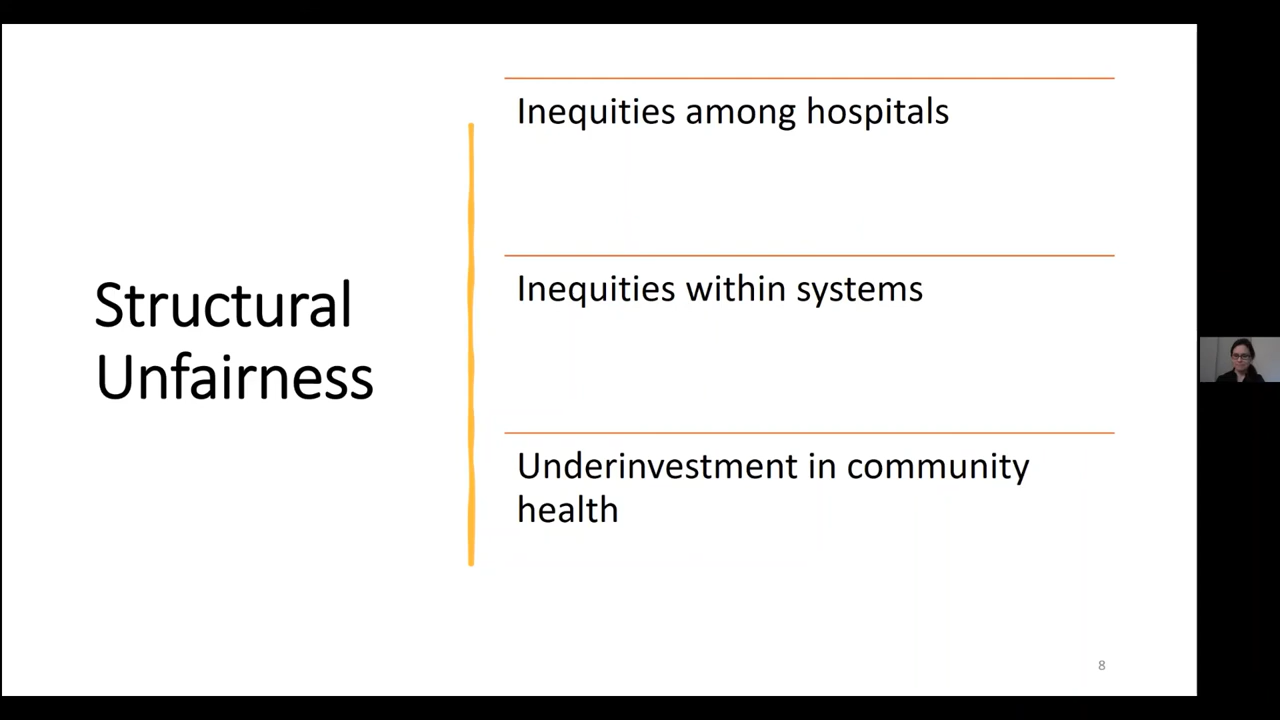 Structural
Unfairness
Inequities among hospitals
Inequities within systems
Underinvestment in community
health
8